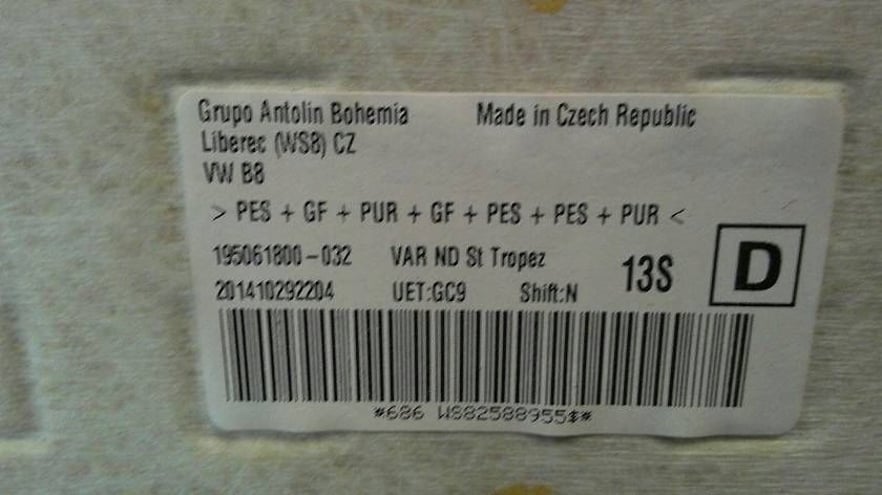 Grupo Antolin Bohemia Made in Czech Republic
Liberec (WS8) CZ
VW B8
> PES + GF + PUR + GF + PES + PES + PUR <
195061800-032 VAR ND St Tropez 13S D
201410292204 UET:GC9 Shift:N
*686 WS82588955$*